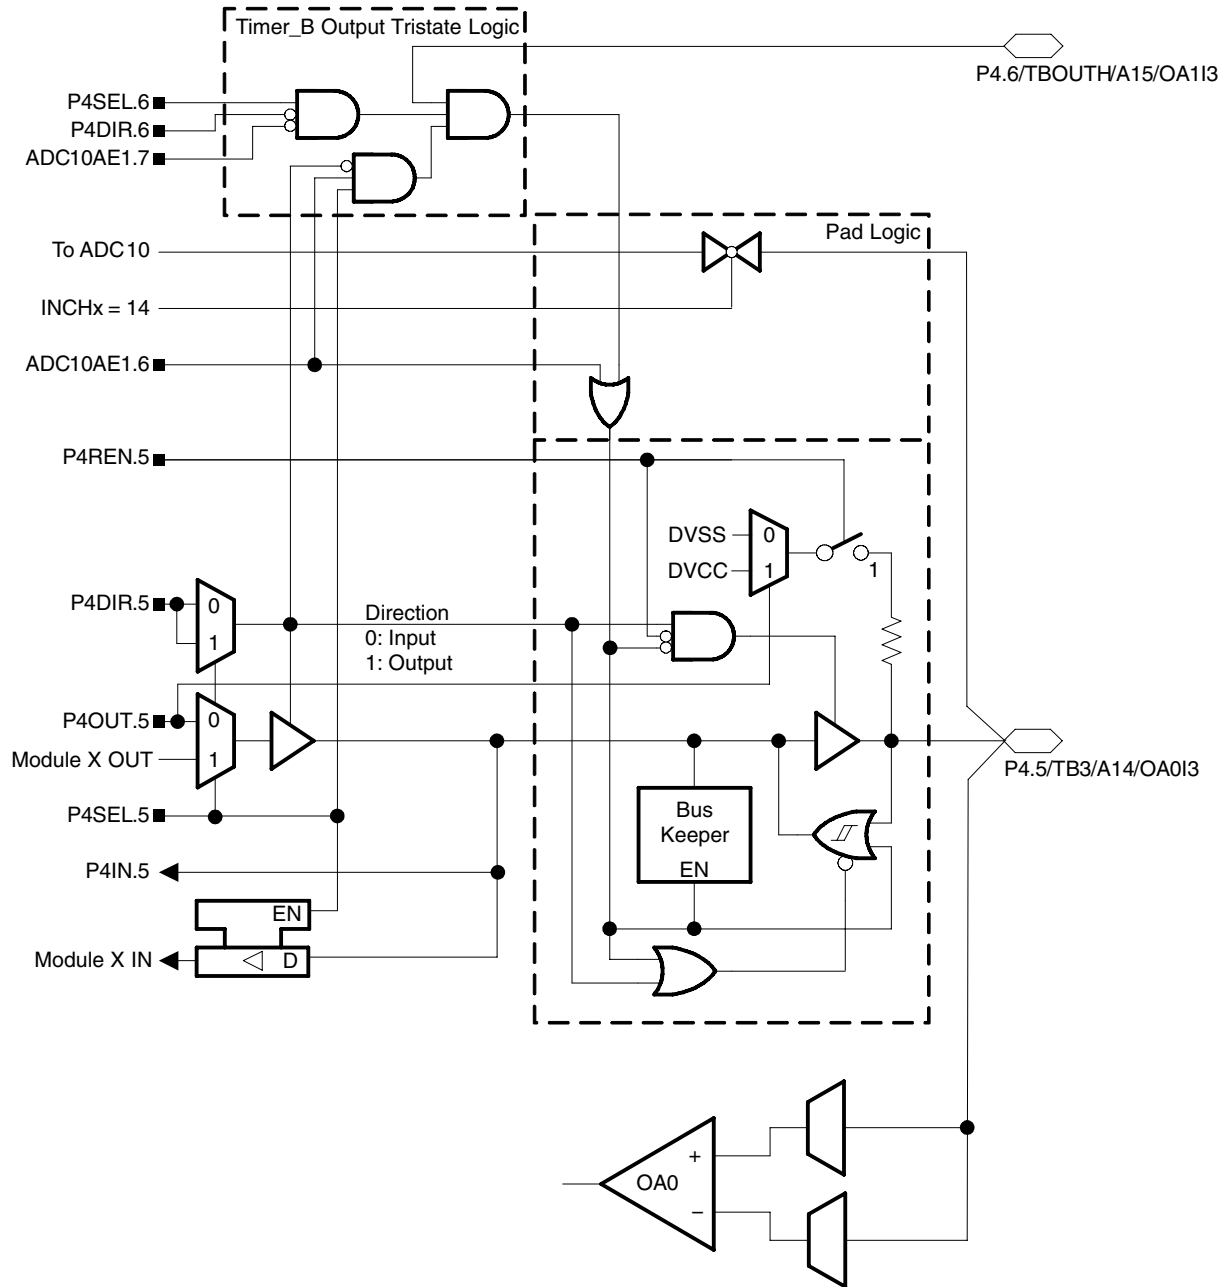 Timer_B Output Tristate Logic
P4.6/TBOUTH/A15/OA1I3
P4SEL.6
P4DIR.6
ADC10AE1.7
Pad Logic
To ADC10
INCHx = 14
ADC10AE1.6
P4REN.5
DVSS
0
DVCC
1
1
P4DIR.5
0
1
Direction
0: Input
1: Output
P4OUT.5
0
Module X OUT
1
P4.5/TB3/A14/OA0I3
P4SEL.5
Bus
Keeper
EN
P4IN.5
EN
Module X IN
D
+
OA0
−